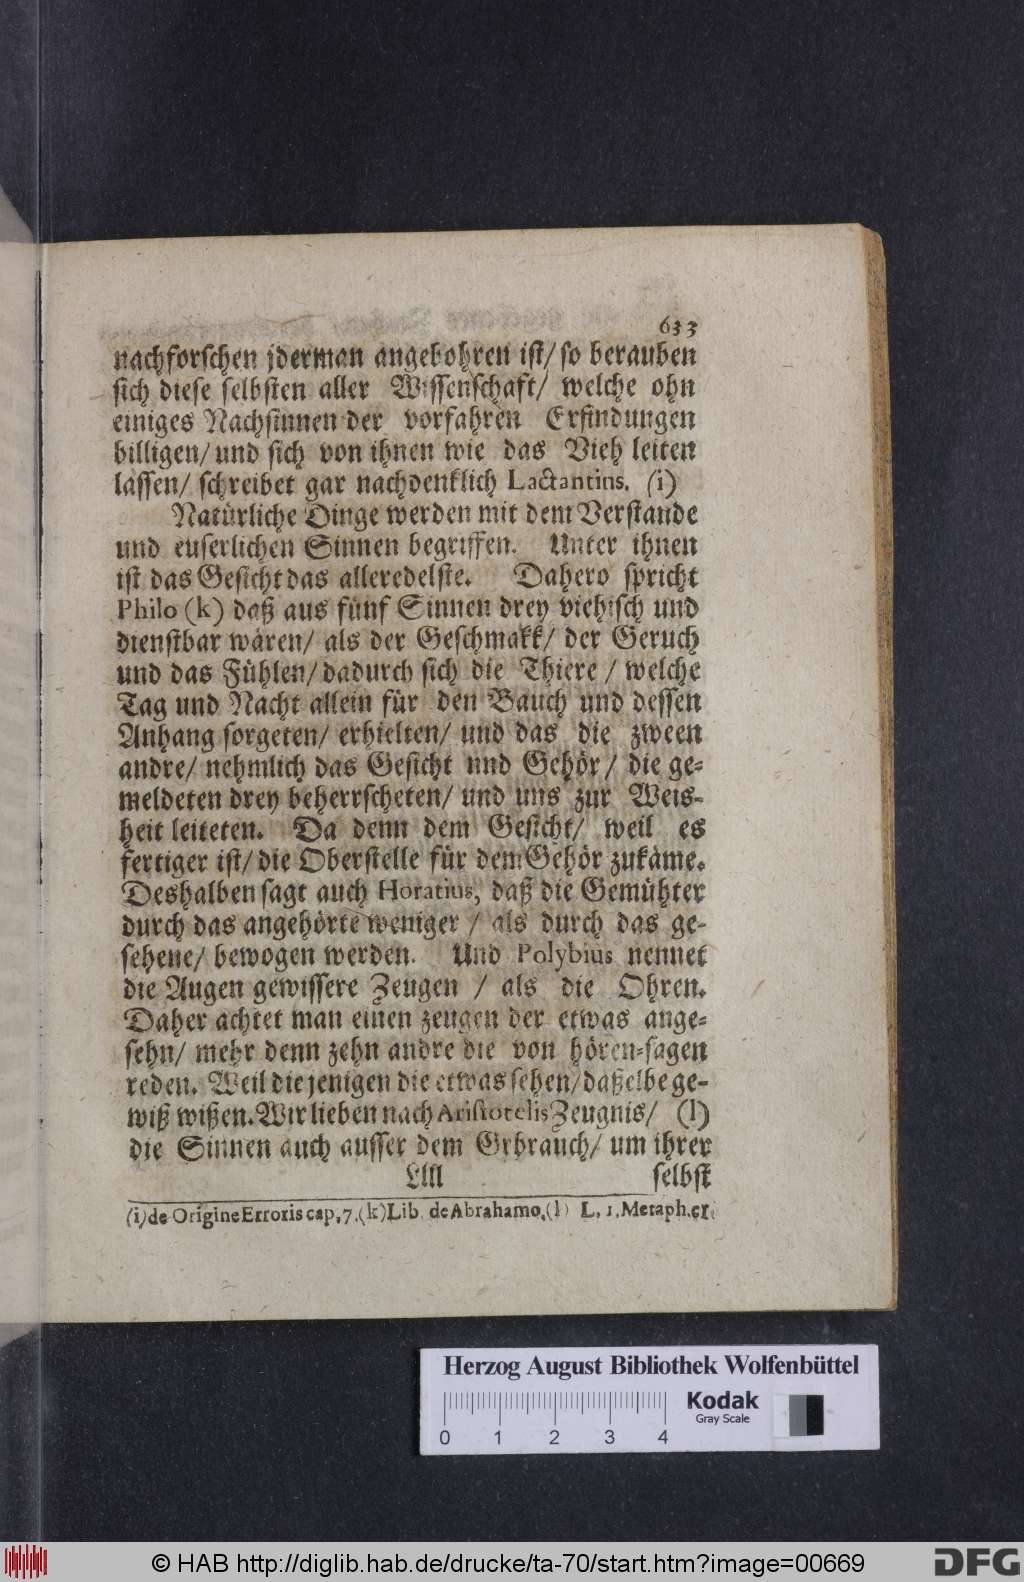 633
nachforschen jderman angebohren ist/ so berauben
sich diese selbsten aller Wissenschaft/ welche ohn
einiges Nachsinnen der vorfahren Erfindungen
billigen/ und sich von ihnen wie das Vieh leiten
lassen/ schreibet gar nachdenklich Lactantius. (i)
Natürliche Dinge werden mit dem Verstande
und euserlichen Sinnen begriffen. Unter ihnen
ist das Gesicht das alleredelste. Dahero spricht
Philo (k) daß aus fünf Sinnen drey viehisch und
dienstbar wären/ als der Geschmakk/ der Geruch
und das Fühlen/ dadurch sich die Thiere / welche
Tag und Nacht allein für den Bauch und dessen
Anhang sorgeten/ erhielten/ und das die zween
andre/ nehmlich das Gesicht und Gehör/ die ge-
meldeten drey beherrscheten/ und uns zur Weis-
heit leiteten. Da denn dem Gesicht/ weil es
fertiger ist/ die Oberstelle für dem Gehör zukäme.
Deshalben sagt auch Horatius, daß die Gemühter
durch das angehörte weniger / als durch das ge-
sehene/ bewogen werden. Und Polybius nennet
die Augen gewissere Zeugen / als die Ohren.
Daher achtet man einen zeugen der etwas ange-
sehn/ mehr denn zehn andre die von hören-sagen
reden. Weil die jenigen die etwas sehen/ daßelbe ge-
wiß wißen. Wir lieben nach Aristotelis Zeugnis/ (l)
die Sinnen auch ausser dem Grbrauch/ um ihrer
Llll selbst
(i) de Origine Erroris cap. 7. (k) Lib. de Abrahamo. (l) L. 1. Metaph. c1.
Herzog August Bibliothek Wolfenbüttel
Kodak
Gray Scale
0 1 2 3 4
© HAB http://diglib.hab.de/drucke/ta-70/start.htm?image=00669
DFG